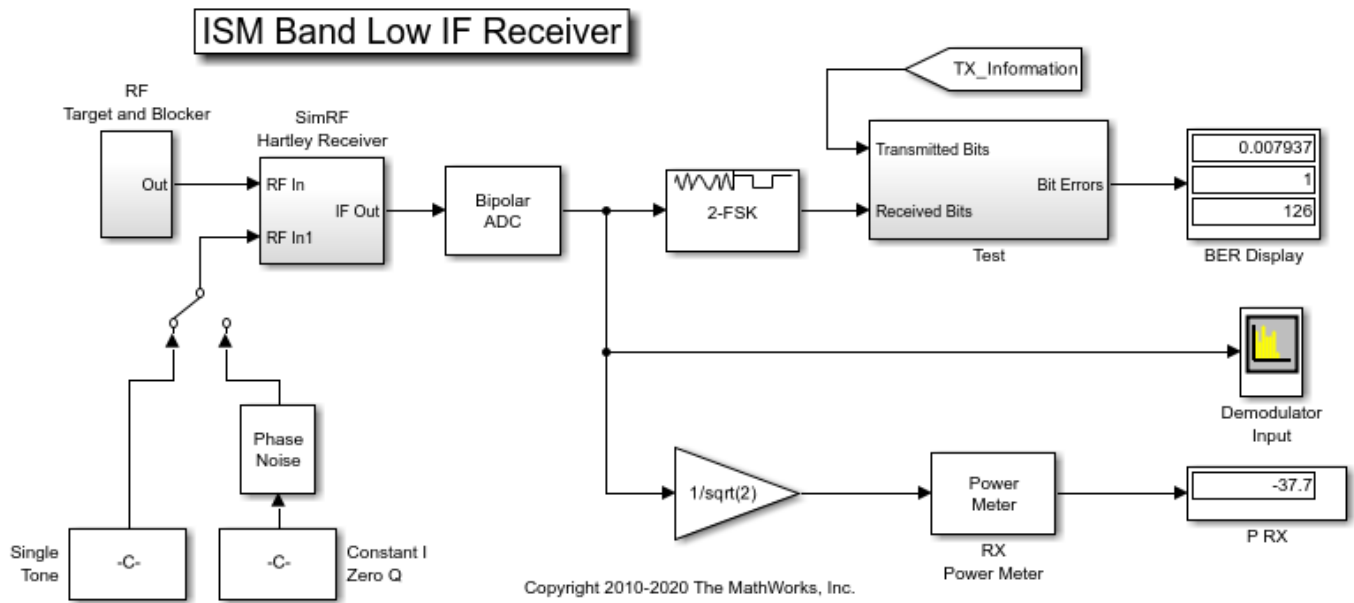 ISM Band Low IF Receiver
TX_Information
RF
Target and Blocker
SimRF
Hartley Receiver
Out
RF In
IF Out
RF In1
Bipolar
ADC
2-FSK
Transmitted Bits
Bit Errors
Received Bits
Test
0.007937
1
126
BER Display
Demodulator
Input
Phase
Noise
1/sqrt(2)
Power
Meter
RX
Power Meter
-37.7
P RX
Single
Tone
-C-
-C-
Constant I
Zero Q
Copyright 2010-2020 The MathWorks, Inc.